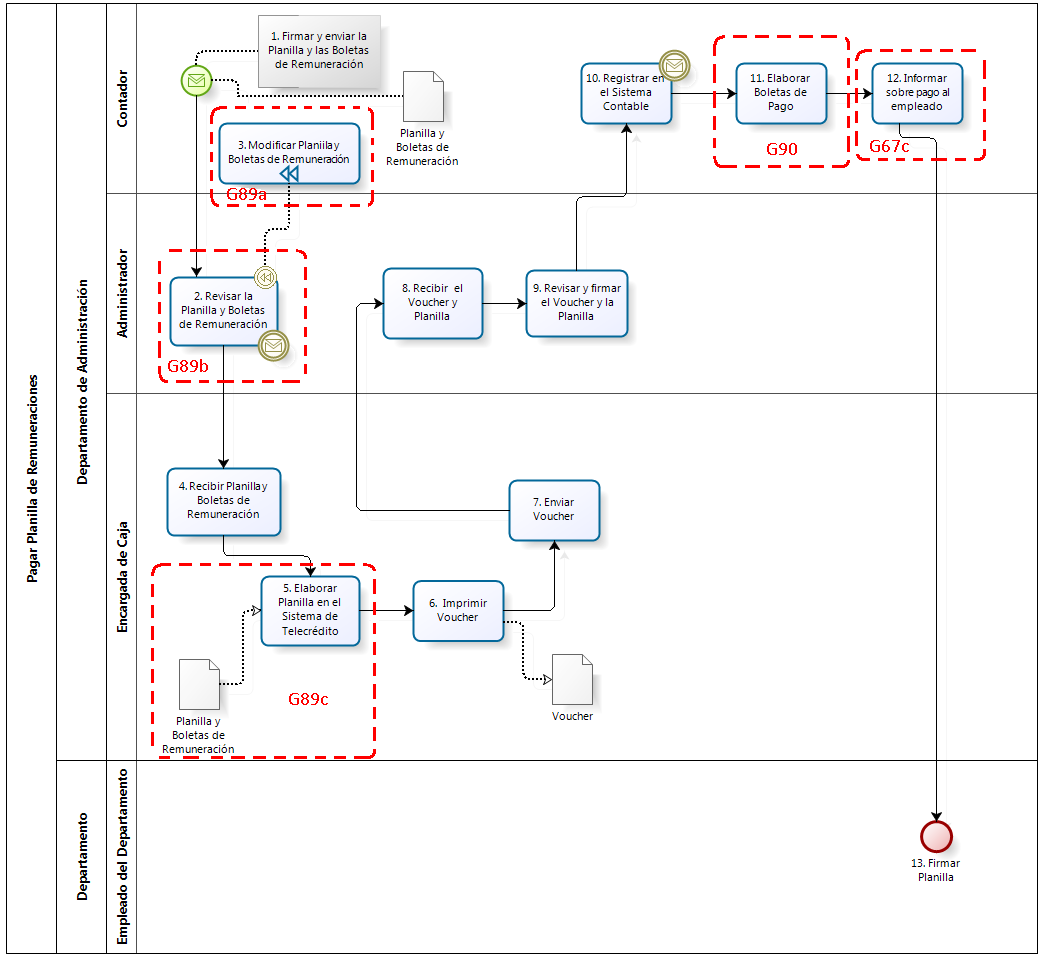 Pagar Planilla de Remuneraciones
Departamento de Administración
Contador
1. Firmar y enviar la
Planilla y las Boletas
de Remuneración
Planilla y
Boletas de
Remuneración
3. Modificar Planilla y
Boletas de Remuneración
G89a
10. Registrar en
el Sistema
Contable
11. Elaborar
Boletas de
Pago
G90
12. Informar
sobre pago al
empleado
G67c
Administrador
2. Revisar la
Planilla y Boletas
de Remuneración
G89b
8. Recibir el
Voucher y
Planilla
9. Revisar y firmar
el Voucher y la
Planilla
Encargada de Caja
4. Recibir Planilla y
Boletas de
Remuneración
7. Enviar
Voucher
5. Elaborar
Planilla en el
Sistema de
Telecrédito
6. Imprimir
Voucher
Planilla y
Boletas de
Remuneración
G89c
Voucher
Departamento
Empleado del Departamento
13. Firmar
Planilla